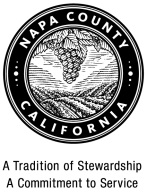 NAPA COUNTY
CALIFORNIA
A Tradition of Stewardship
A Commitment to Service